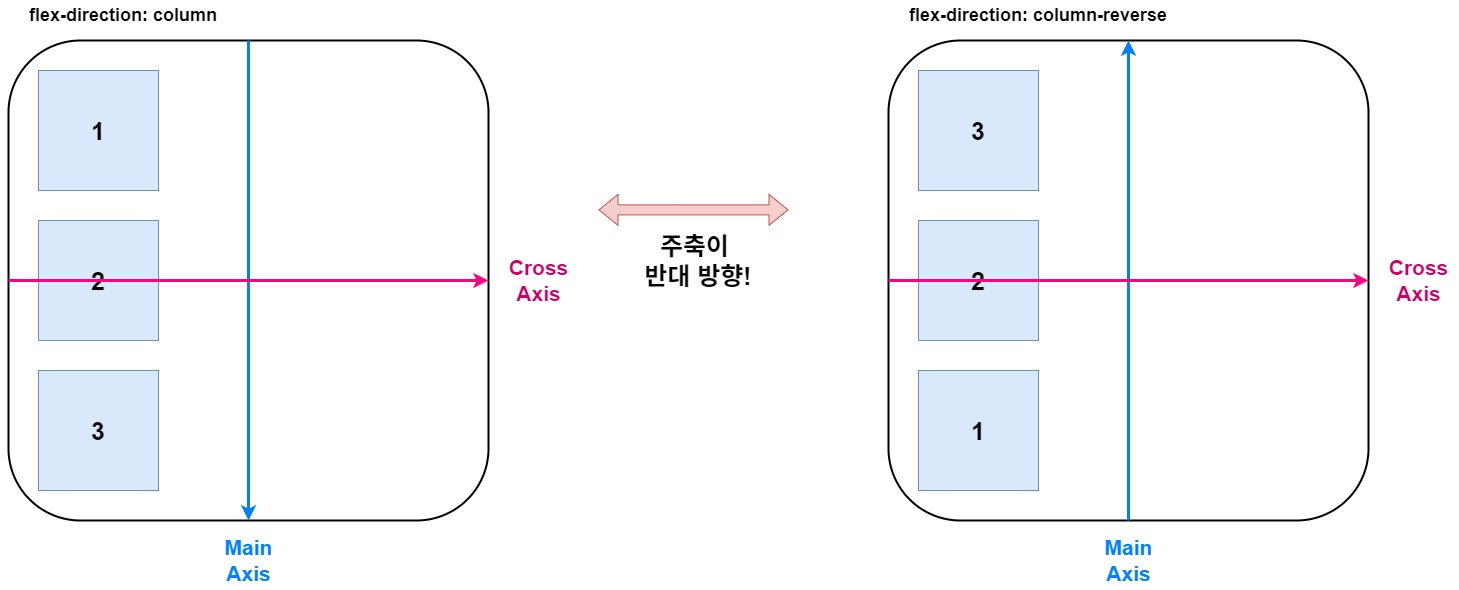 flex-direction: column
1
2
3
Cross
Axis
Main
Axis
주축이
반대 방향!
flex-direction: column-reverse
3
2
1
Cross
Axis
Main
Axis